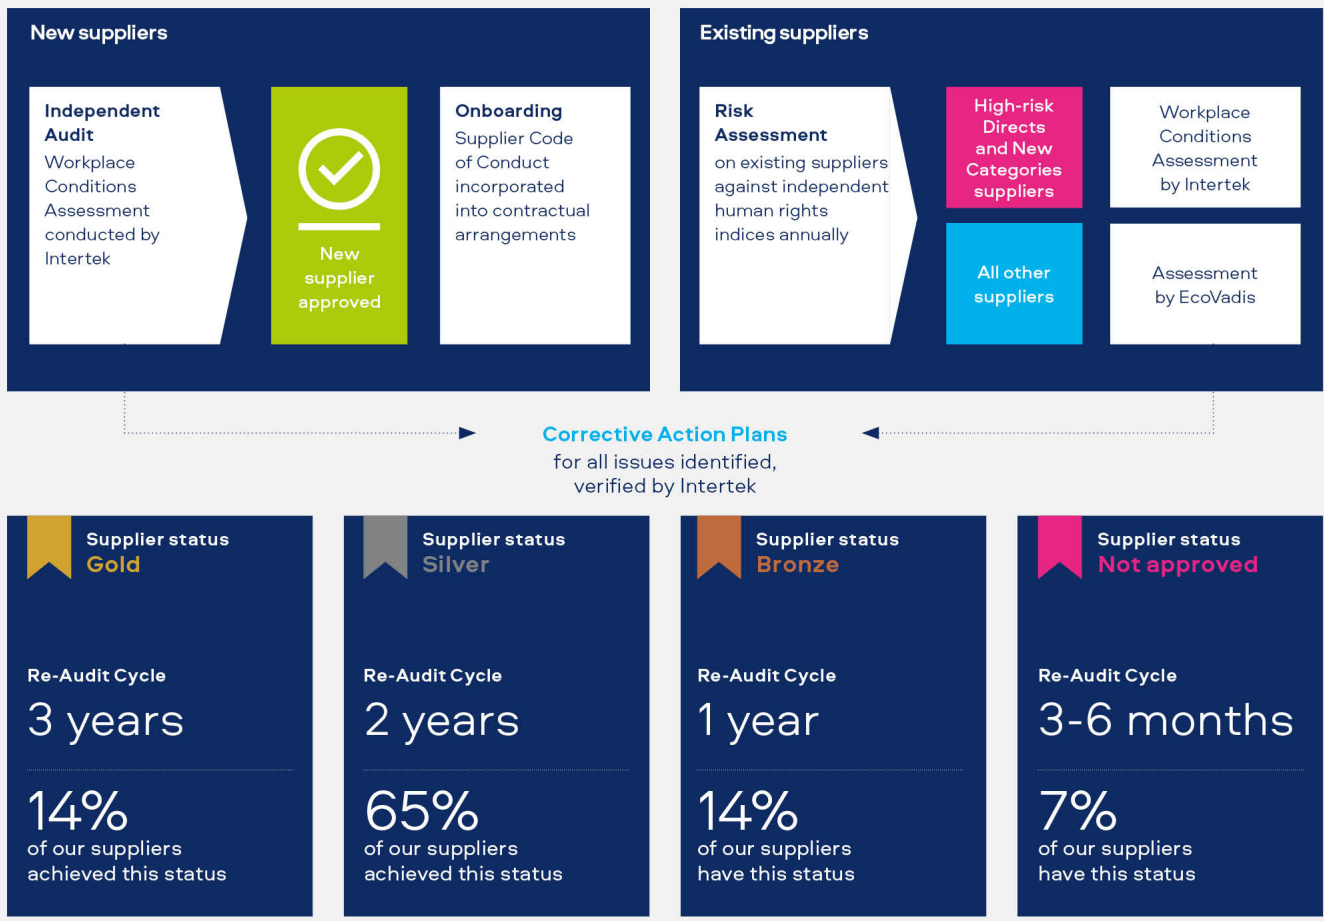 New suppliers
Independent
Audit
Workplace
Conditions
Assessment
conducted by
Intertek
New
supplier
approved
Onboarding
Supplier Code
of Conduct
incorporated
into contractual
arrangements
Existing suppliers
Risk
Assessment
on existing suppliers
against independent
human rights
indices annually
High-risk
Directs
and New
Categories
suppliers
Workplace
Conditions
Assessment
by Intertek
All other
suppliers
Assessment
by EcoVadis
Corrective Action Plans
for all issues identified,
verified by Intertek
Supplier status
Gold
Re-Audit Cycle
3 years
14%
of our suppliers
achieved this status
Supplier status
Silver
Re-Audit Cycle
2 years
65%
of our suppliers
achieved this status
Supplier status
Bronze
Re-Audit Cycle
1 year
14%
of our suppliers
have this status
Supplier status
Not approved
Re-Audit Cycle
3-6 months
7%
of our suppliers
have this status